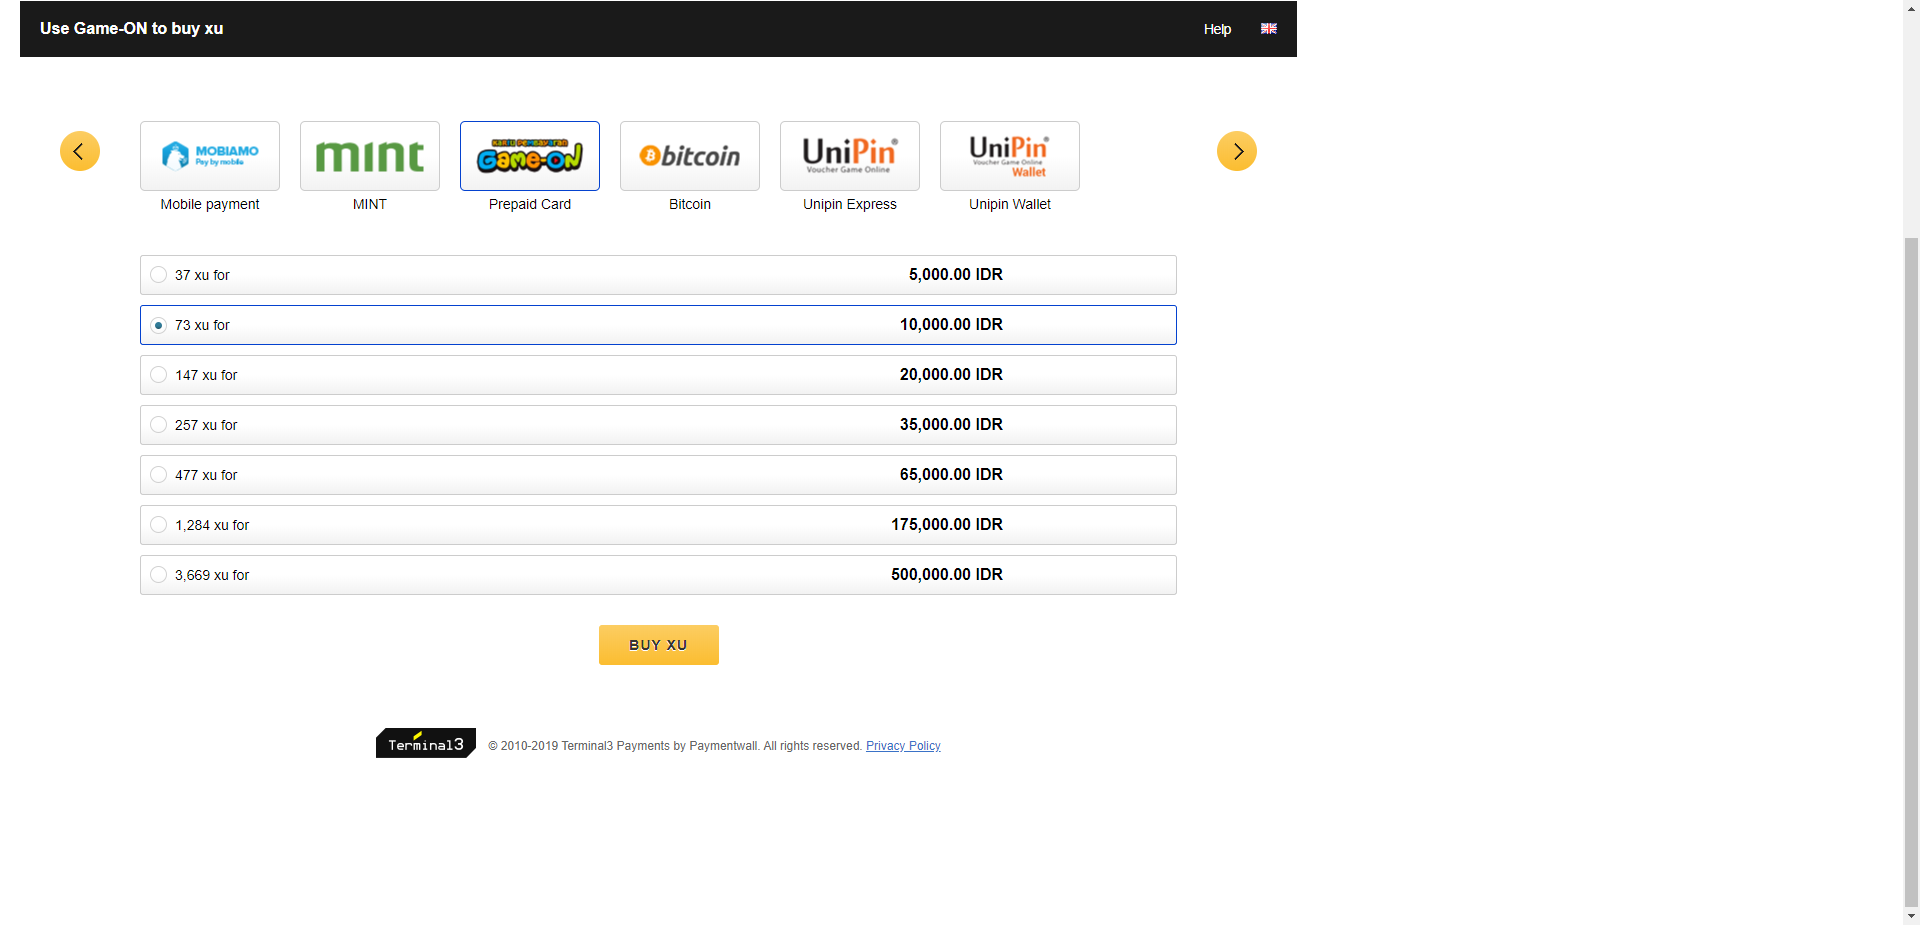 Use Game-ON to buy xu
Help
MOBIAMO
Pay by mobile
mint
KARTU PEMBAYARAN
GAME-ON
bitcoin
UniPin®
Voucher Game Online
UniPin®
Voucher Game Online
Wallet
Mobile payment
MINT
Prepaid Card
Bitcoin
Unipin Express
Unipin Wallet
37 xu for 5,000.00 IDR
73 xu for 10,000.00 IDR
147 xu for 20,000.00 IDR
257 xu for 35,000.00 IDR
477 xu for 65,000.00 IDR
1,284 xu for 175,000.00 IDR
3,669 xu for 500,000.00 IDR
BUY XU
Terminal3
© 2010-2019 Terminal3 Payments by Paymentwall. All rights reserved. Privacy Policy